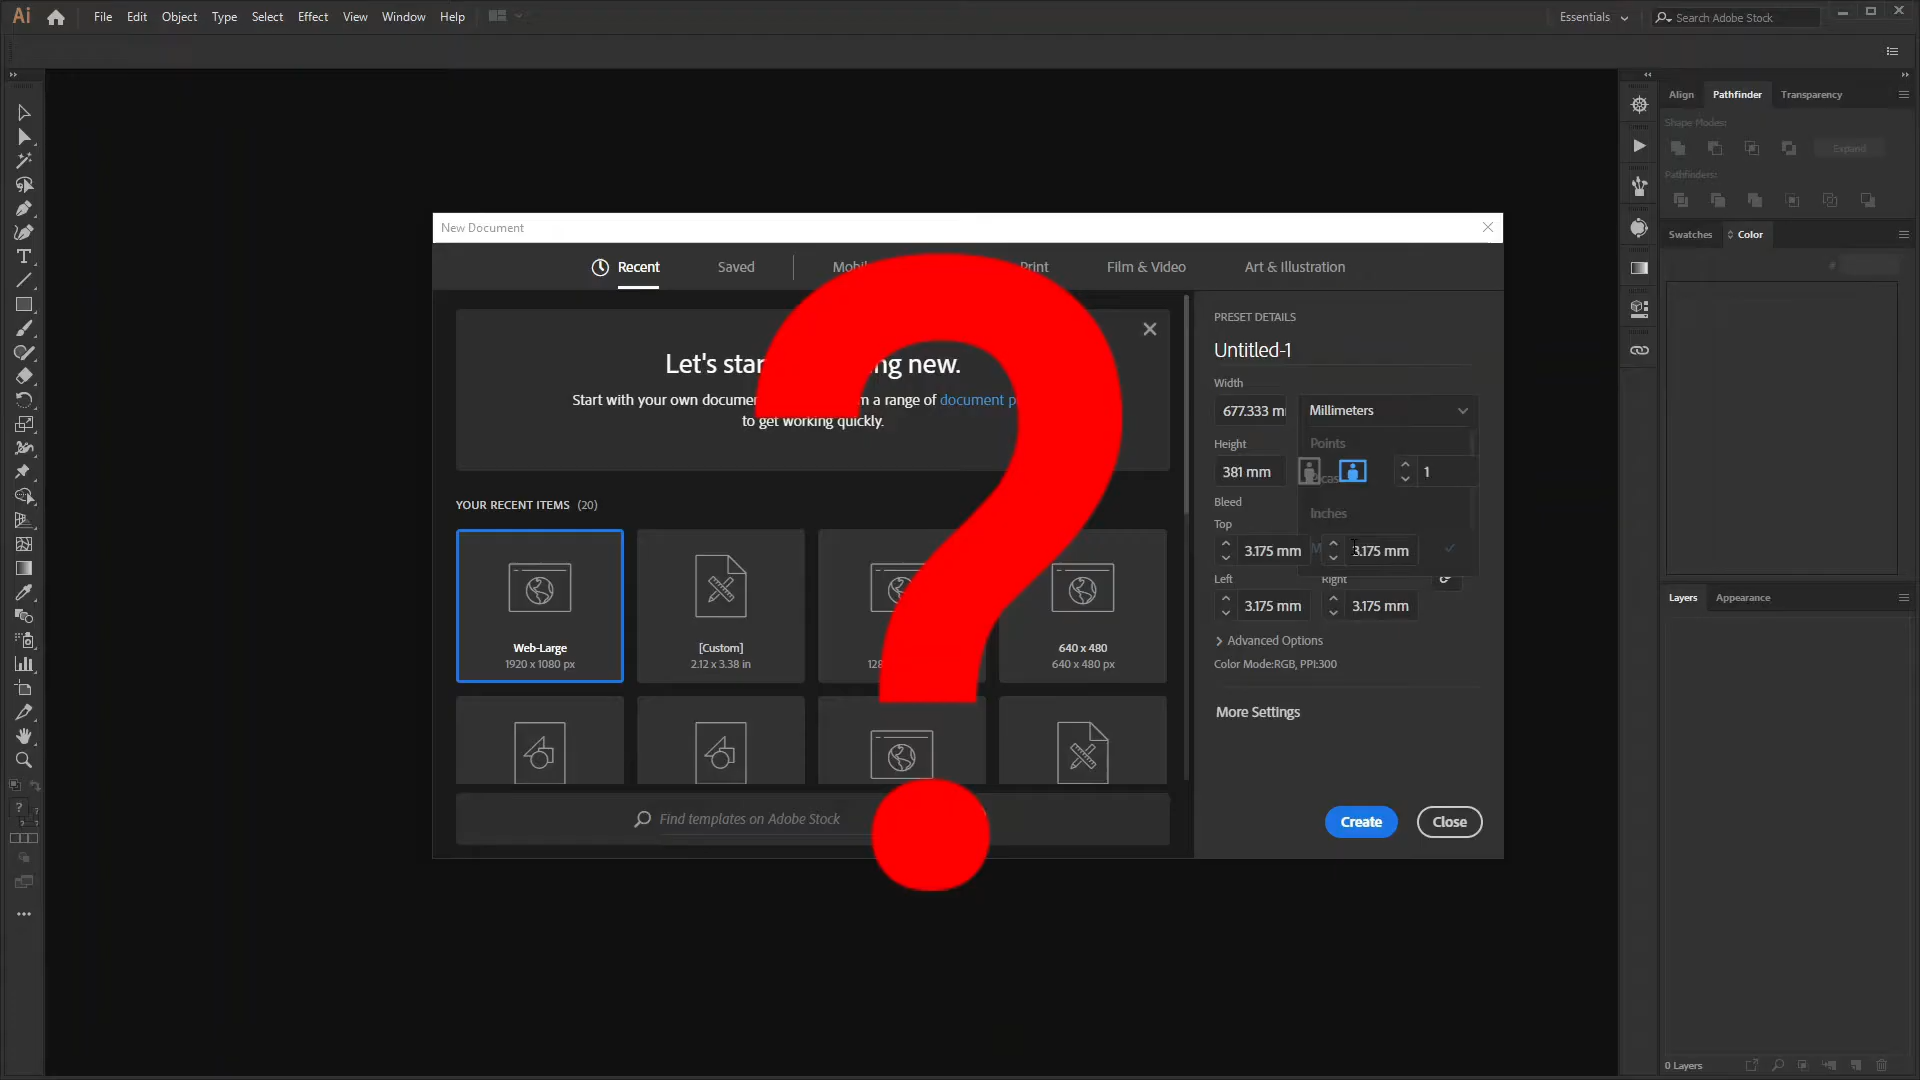 Ai File Edit Object Type Select Effect View Window Help Essentials Search Adobe Stock
Align Pathfinder Transparency
Shape Modes:
Expand
Pathfinders:
Swatches Color
New Document
Recent Saved Print Film & Video Art & Illustration
Let's ng new.
Start with your own a range of document
to get working quickly.
YOUR RECENT ITEMS (20)
Web-Large
1920 x 1080 px
[Custom]
2.12 x 3.38 in
640 x 480
640 x 480 px
Find templates on Adobe Stock
PRESET DETAILS
Untitled-1
Width
677.333 m
Millimeters
Points
Height
381 mm
1
Inches
Bleed
Top
3.175 mm 3.175 mm
Left Right
3.175 mm 3.175 mm
Advanced Options
Color Mode:RGB, PPI:300
More Settings
Create Close
?
Layers Appearance
0 Layers